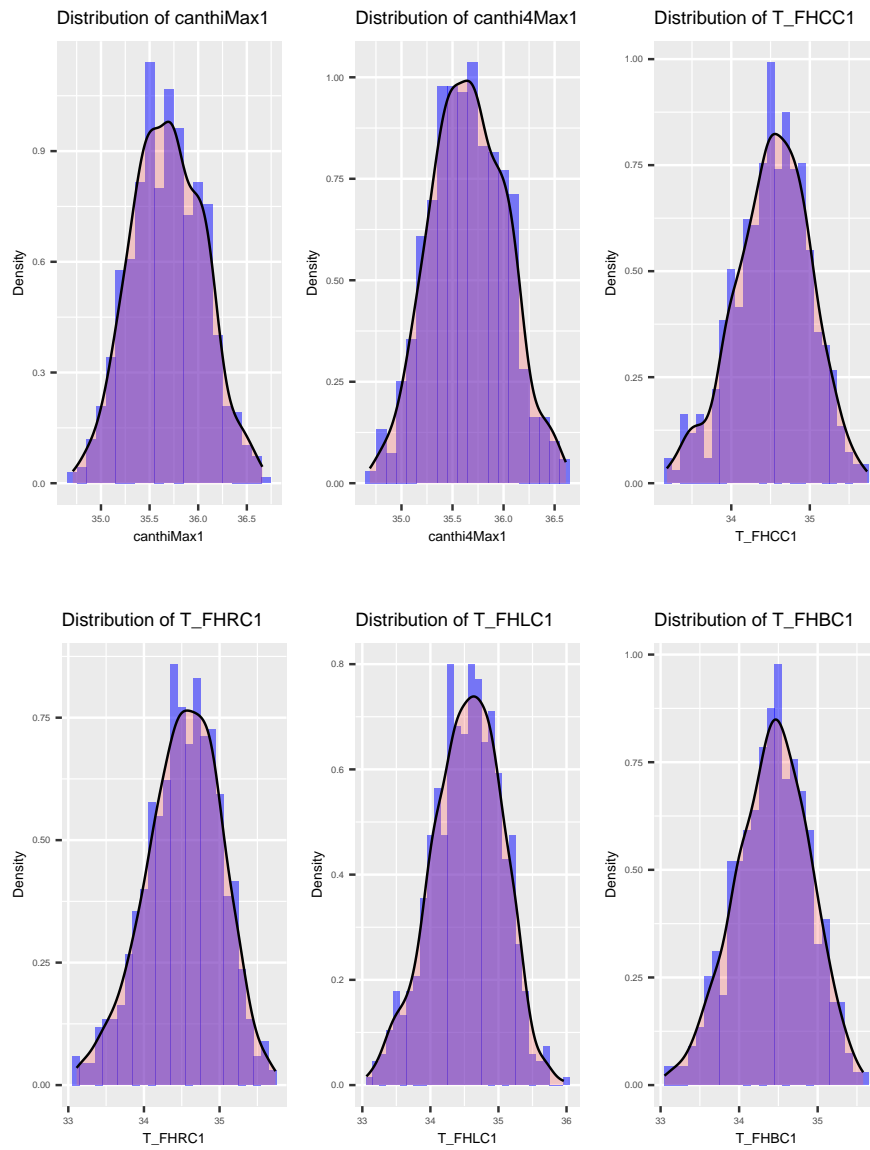 Distribution of canthiMax1
Density
0.9
0.6
0.3
0.0
35.0 35.5 36.0 36.5
canthiMax1
Distribution of canthi4Max1
Density
1.00
0.75
0.50
0.25
0.00
35.0 35.5 36.0 36.5
canthi4Max1
Distribution of T_FHCC1
Density
1.00
0.75
0.50
0.25
0.00
34 35
T_FHCC1
Distribution of T_FHRC1
Density
0.75
0.50
0.25
0.00
33 34 35
T_FHRC1
Distribution of T_FHLC1
Density
0.8
0.6
0.4
0.2
0.0
33 34 35 36
T_FHLC1
Distribution of T_FHBC1
Density
1.00
0.75
0.50
0.25
0.00
33 34 35
T_FHBC1